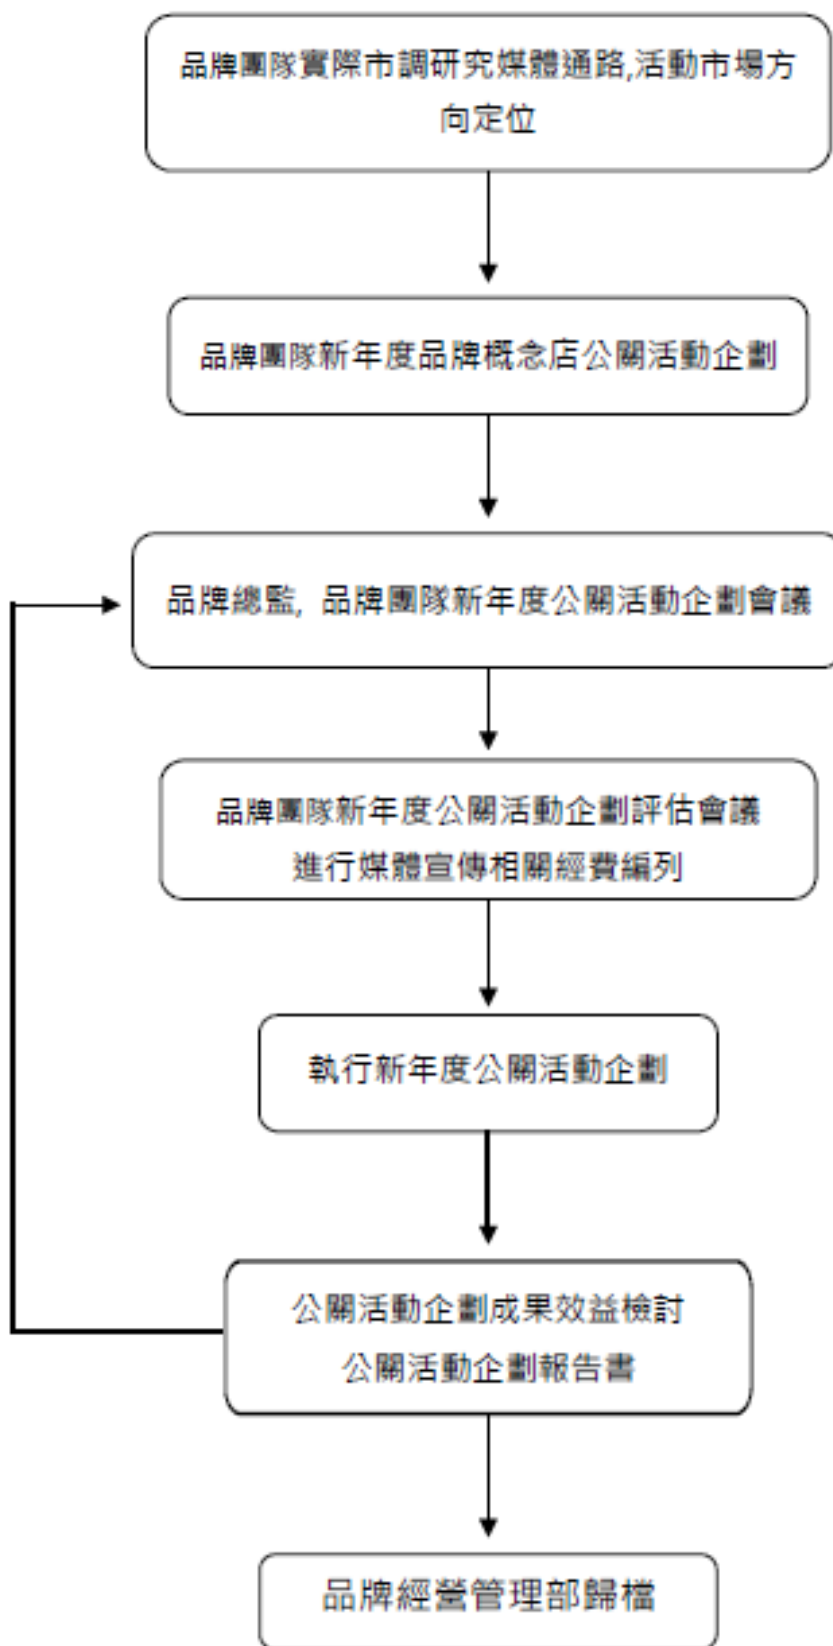 品牌團隊實際市調研究媒體通路,活動市場方
向定位
品牌團隊新年度品牌概念店公關活動企劃
品牌總監, 品牌團隊新年度公關活動企劃會議
品牌團隊新年度公關活動企劃評估會議
進行媒體宣傳相關經費編列
執行新年度公關活動企劃
公關活動企劃成果效益檢討
公關活動企劃報告書
品牌經營管理部歸檔